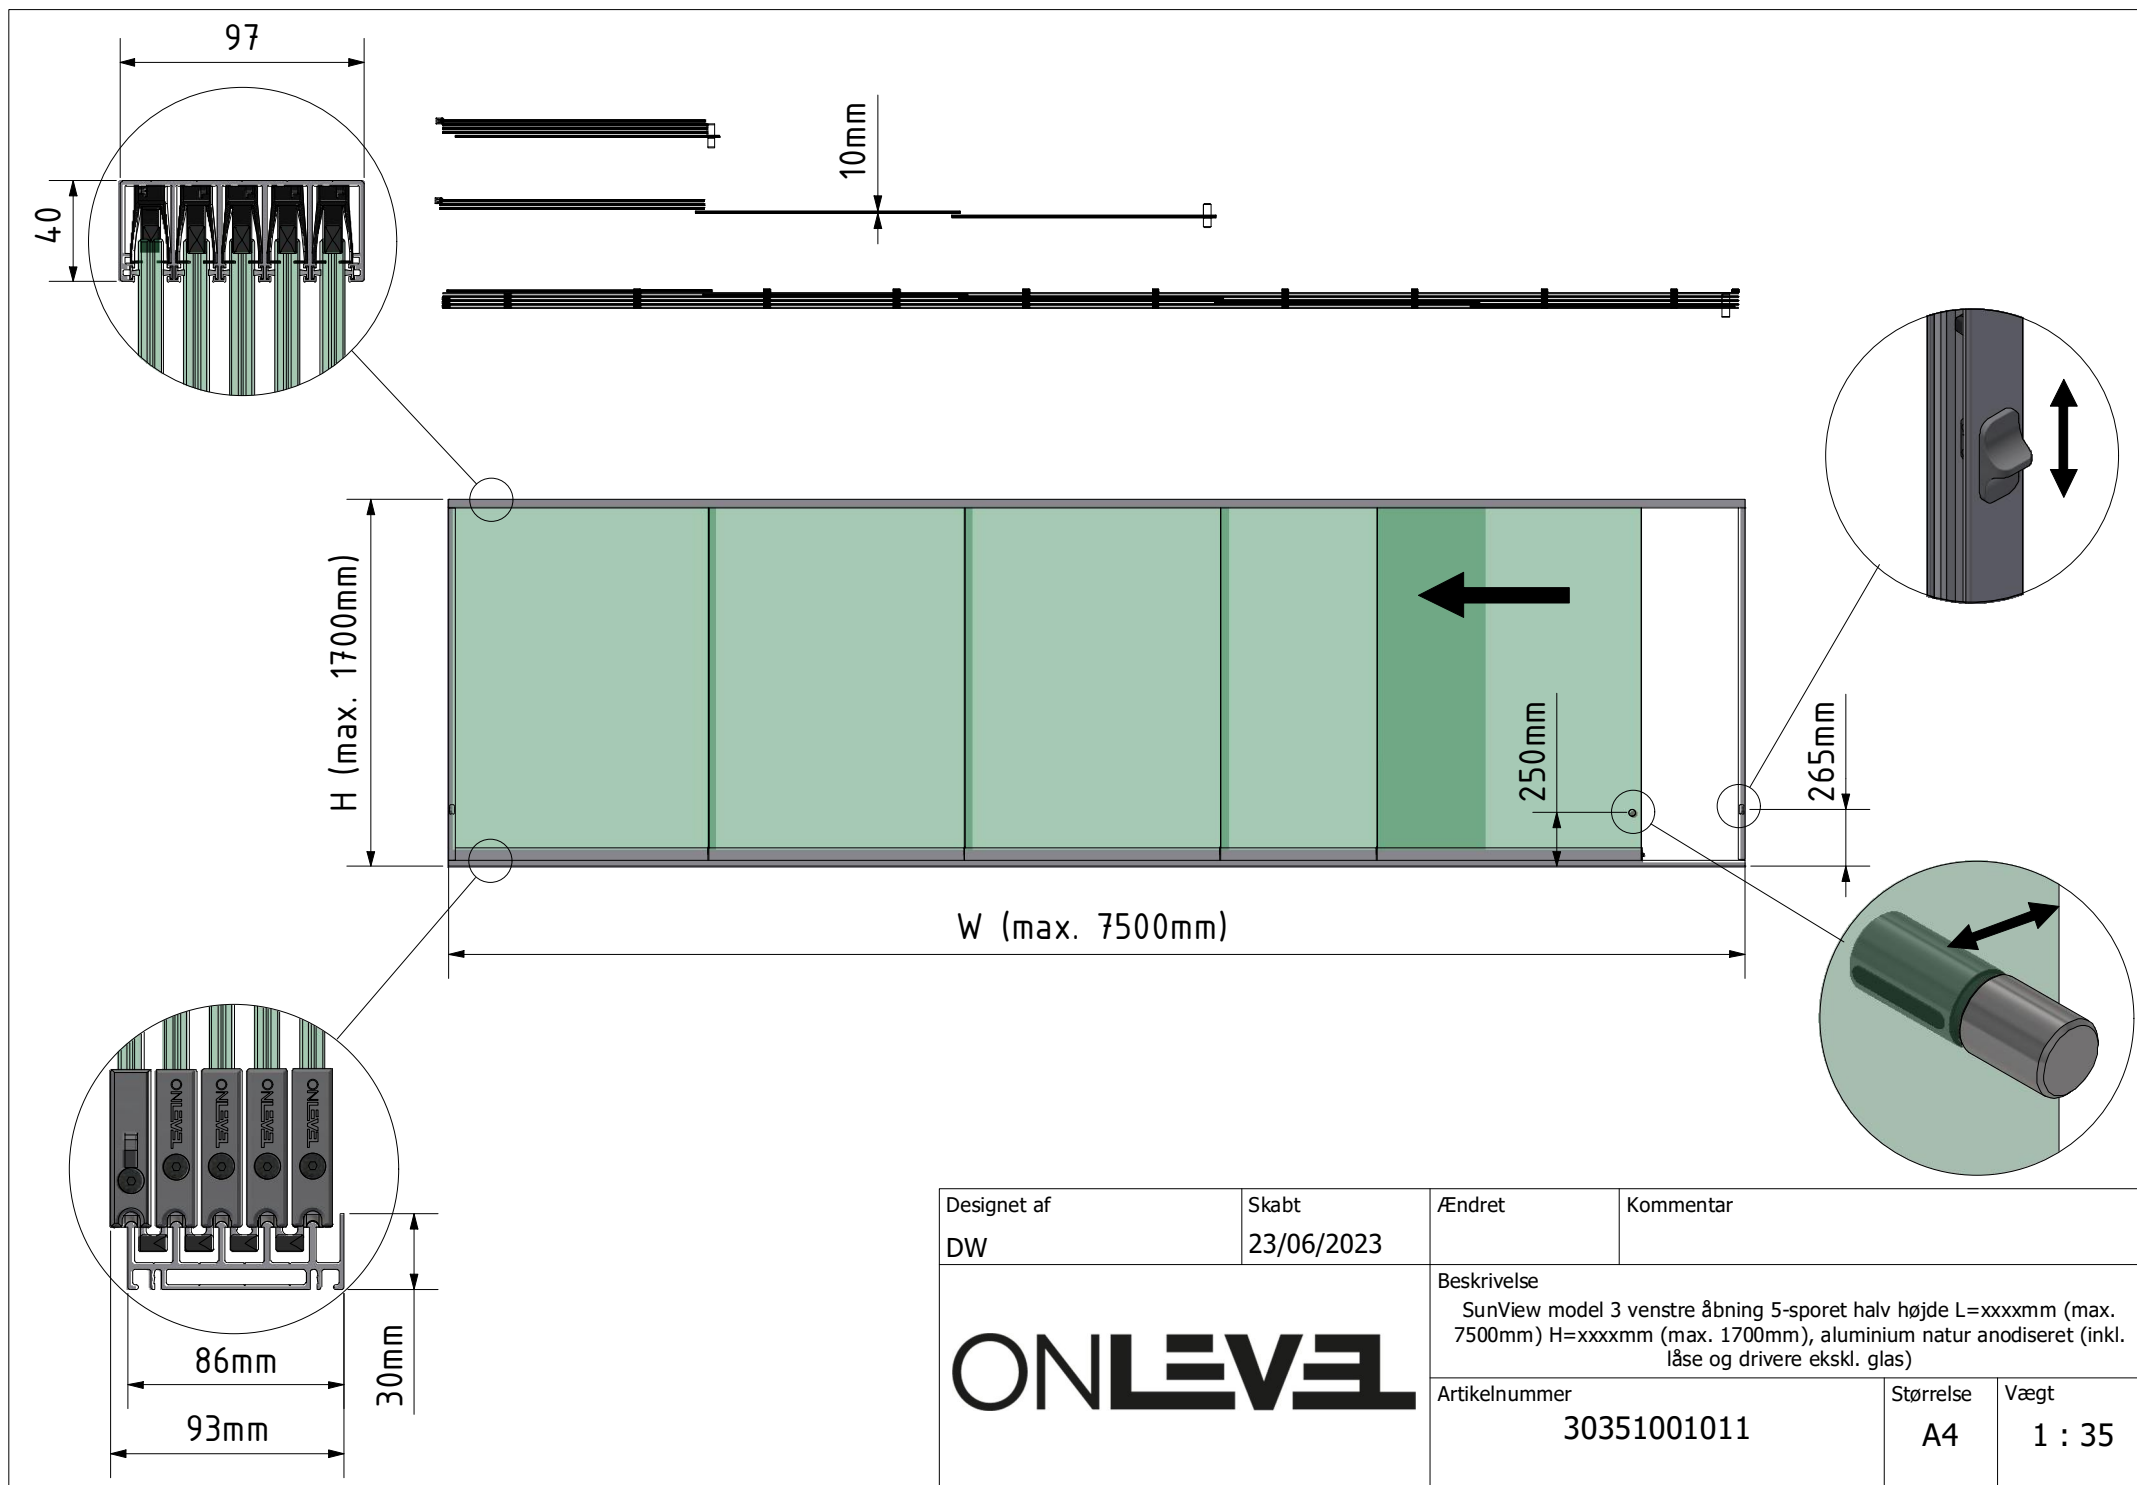 97
40
10mm
H (max. 1700mm)
250mm
265mm
W (max. 7500mm)
ONLEVEL
ONLEVEL
ONLEVEL
ONLEVEL
30mm
86mm
93mm
Designet af
DW
Skabt
23/06/2023
Ændret
Kommentar
ONLEVEL
Beskrivelse
SunView model 3 venstre åbning 5-sporet halv højde L=xxxxmm (max.
7500mm) H=xxxxmm (max. 1700mm), aluminium natur anodiseret (inkl.
låse og drivere ekskl. glas)
Artikelnummer
30351001011
Størrelse
A4
Vægt
1 : 35